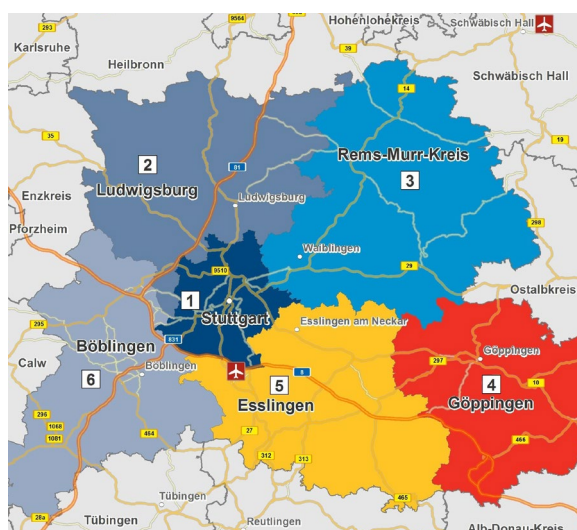 293
9564
Hohenlohekreis
Schwäbisch Hall
Karlsruhe
39
Heilbronn
14
Schwäbisch Hall
35
19
2
Ludwigsburg
81
Rems-Murr-Kreis
3
Enzkreis
Ludwigsburg
298
Pforzheim
Waiblingen
29
9510
Ostalbkreis
1
Stuttgart
295
Esslingen am Neckar
831
Böblingen
Calw
297
Göppingen
Böblingen
8
6
5
Esslingen
4
Göppingen
10
296
1068
1081
464
27
466
312
313
465
Tübingen
28a
Tübingen
Reutlingen
Alb-Donau-Kreis